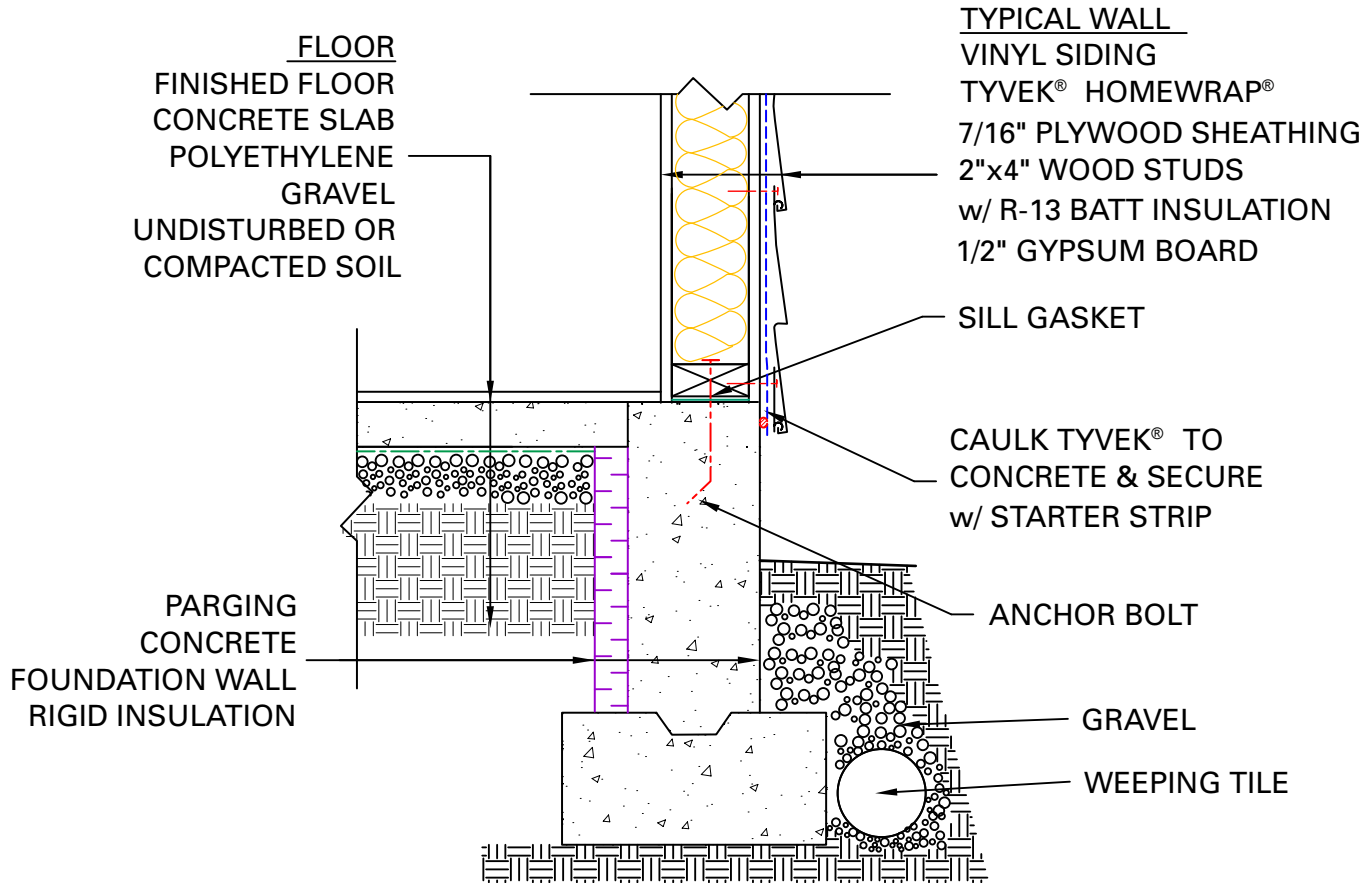 FLOOR
FINISHED FLOOR
CONCRETE SLAB
POLYETHYLENE
GRAVEL
UNDISTURBED OR
COMPACTED SOIL
TYPICAL WALL
VINYL SIDING
TYVEK® HOMEWRAP®
7/16" PLYWOOD SHEATHING
2"x4" WOOD STUDS
w/ R-13 BATT INSULATION
1/2" GYPSUM BOARD
SILL GASKET
CAULK TYVEK® TO
CONCRETE & SECURE
w/ STARTER STRIP
PARGING
CONCRETE
FOUNDATION WALL
RIGID INSULATION
ANCHOR BOLT
GRAVEL
WEEPING TILE